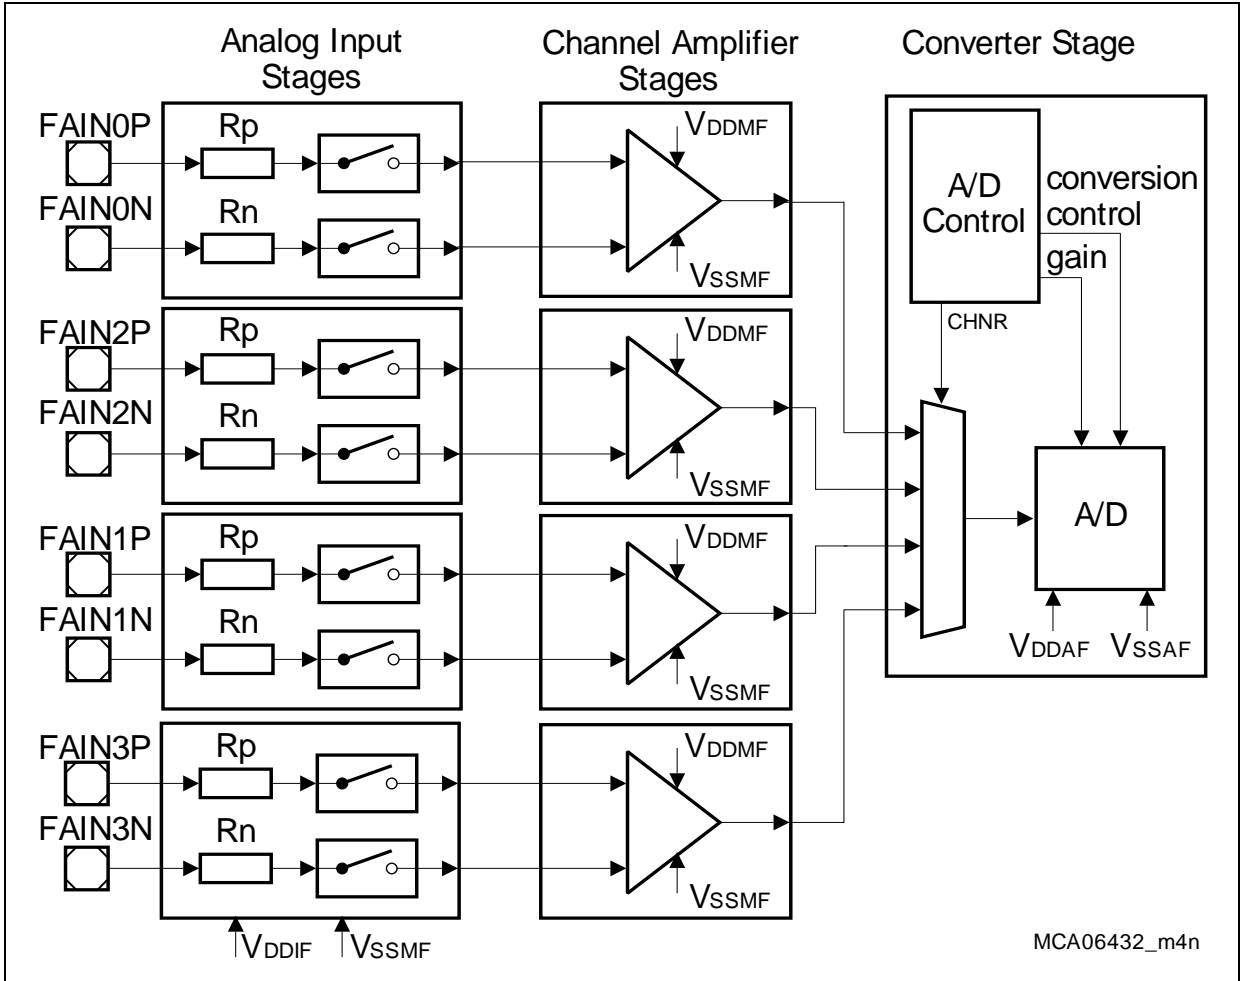 Analog Input
Stages
Channel Amplifier
Stages
Converter Stage
FAIN0P
Rp
FAIN0N
Rn
VDDMF
VSSMF
A/D
Control
conversion
control
gain
CHNR
FAIN2P
Rp
FAIN2N
Rn
VDDMF
VSSMF
A/D
VDDAF
VSSAF
FAIN1P
Rp
FAIN1N
Rn
VDDMF
VSSMF
FAIN3P
Rp
FAIN3N
Rn
VDDMF
VSSMF
VDDIF
VSSMF
MCA06432_m4n